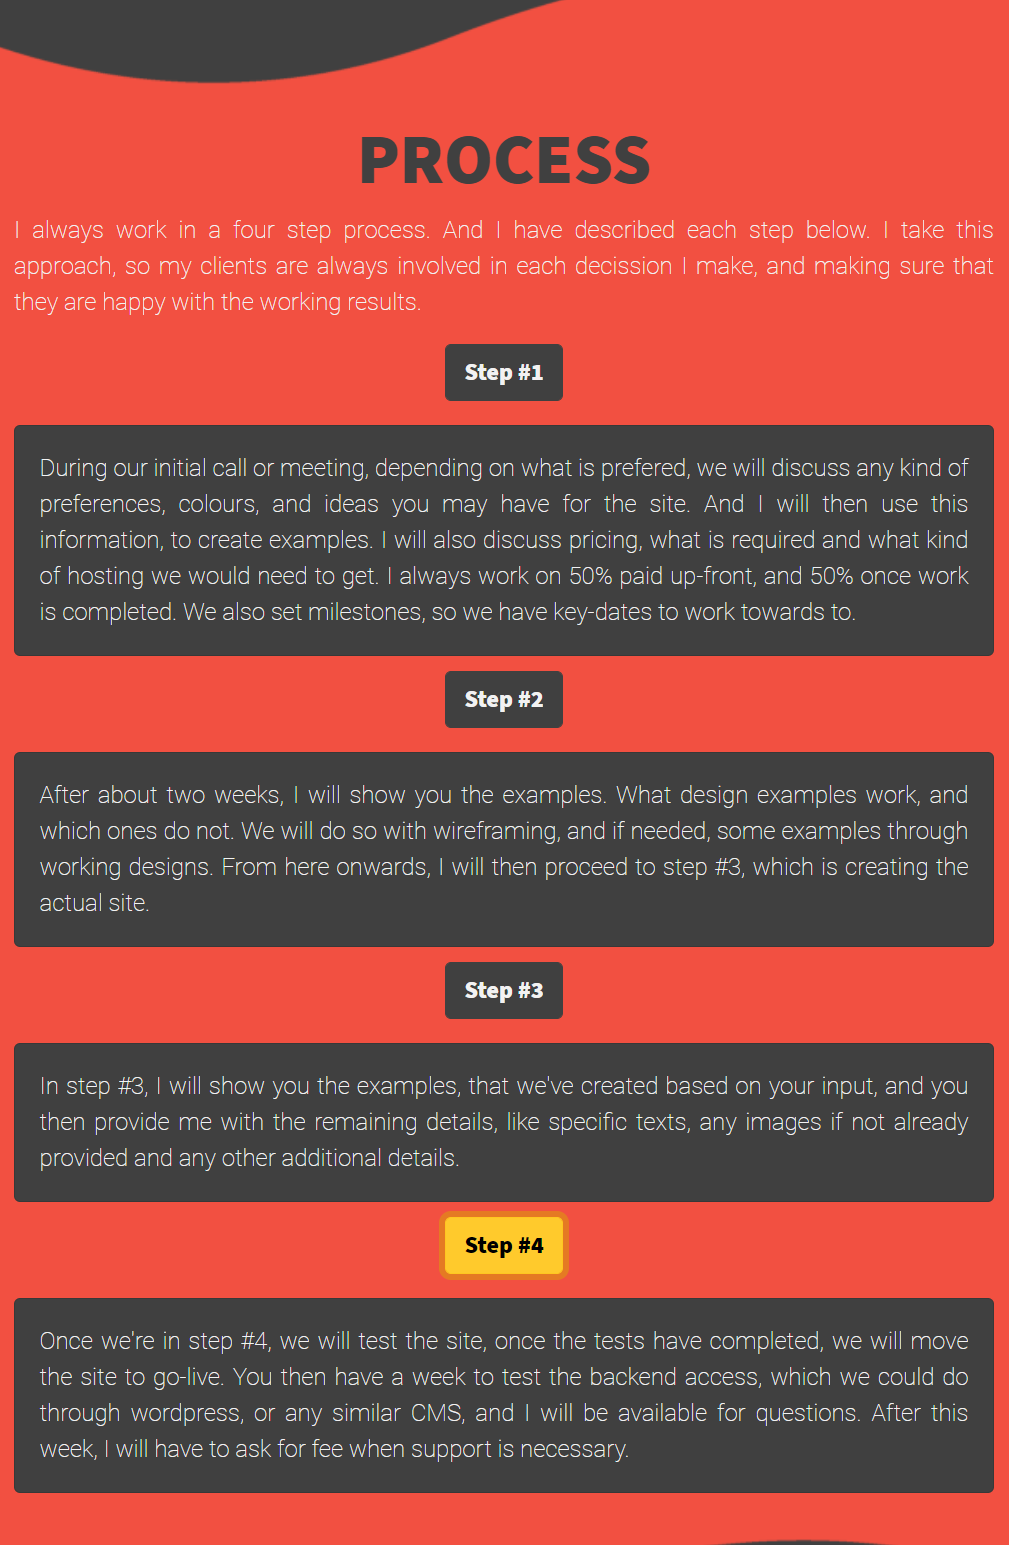 PROCESS
I always work in a four step process. And I have described each step below. I take this
approach, so my clients are always involved in each decission I make, and making sure that
they are happy with the working results.
Step #1
During our initial call or meeting, depending on what is prefered, we will discuss any kind of
preferences, colours, and ideas you may have for the site. And I will then use this
information, to create examples. I will also discuss pricing, what is required and what kind
of hosting we would need to get. I always work on 50% paid up-front, and 50% once work
is completed. We also set milestones, so we have key-dates to work towards to.
Step #2
After about two weeks, I will show you the examples. What design examples work, and
which ones do not. We will do so with wireframing, and if needed, some examples through
working designs. From here onwards, I will then proceed to step #3, which is creating the
actual site.
Step #3
In step #3, I will show you the examples, that we've created based on your input, and you
then provide me with the remaining details, like specific texts, any images if not already
provided and any other additional details.
Step #4
Once we're in step #4, we will test the site, once the tests have completed, we will move
the site to go-live. You then have a week to test the backend access, which we could do
through wordpress, or any similar CMS, and I will be available for questions. After this
week, I will have to ask for fee when support is necessary.